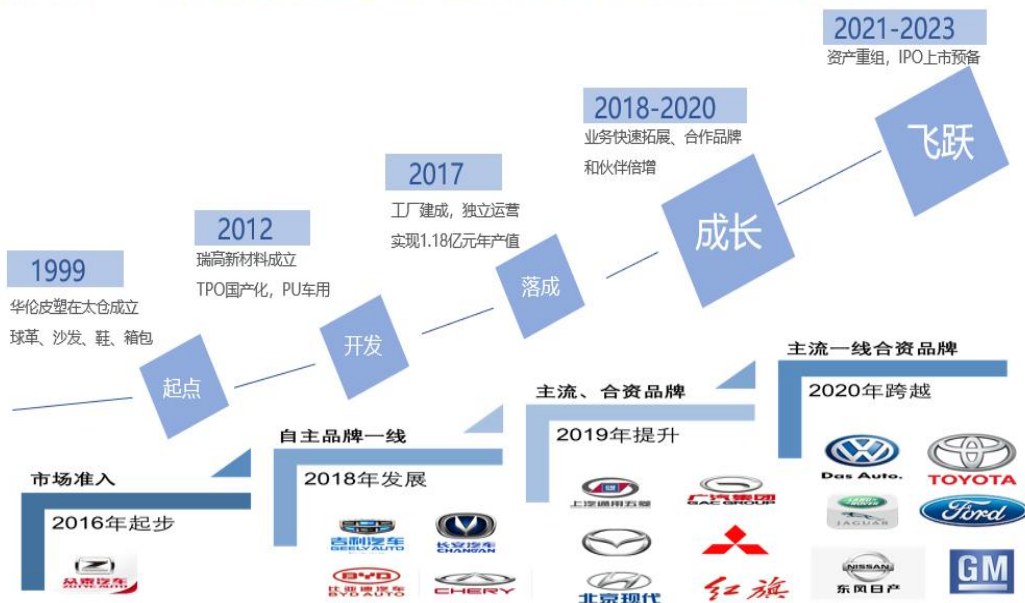 2021-2023
资产重组，IPO上市预备
飞跃
2018-2020
业务快速拓展、合作品牌
和伙伴倍增
成长
2017
工厂建成，独立运营
实现1.18亿元年产值
落成
2012
瑞高新材料成立
TPO国产化，PU车用
开发
1999
华伦皮塑在太仓成立
球革、沙发、鞋、箱包
起点
市场准入
2016年起步
众泰汽车
自主品牌一线
2018年发展
吉利汽车
GEELY AUTO
长安汽车
CHANGAN
BYD
比亚迪汽车
BYD AUTO
CHERY
主流、合资品牌
2019年提升
上汽通用五菱
广汽集团
GAC GROUP
北京现代
红旗
主流一线合资品牌
2020年跨越
Das Auto.
TOYOTA
JAGUAR
Ford
NISSAN
东风日产
GM